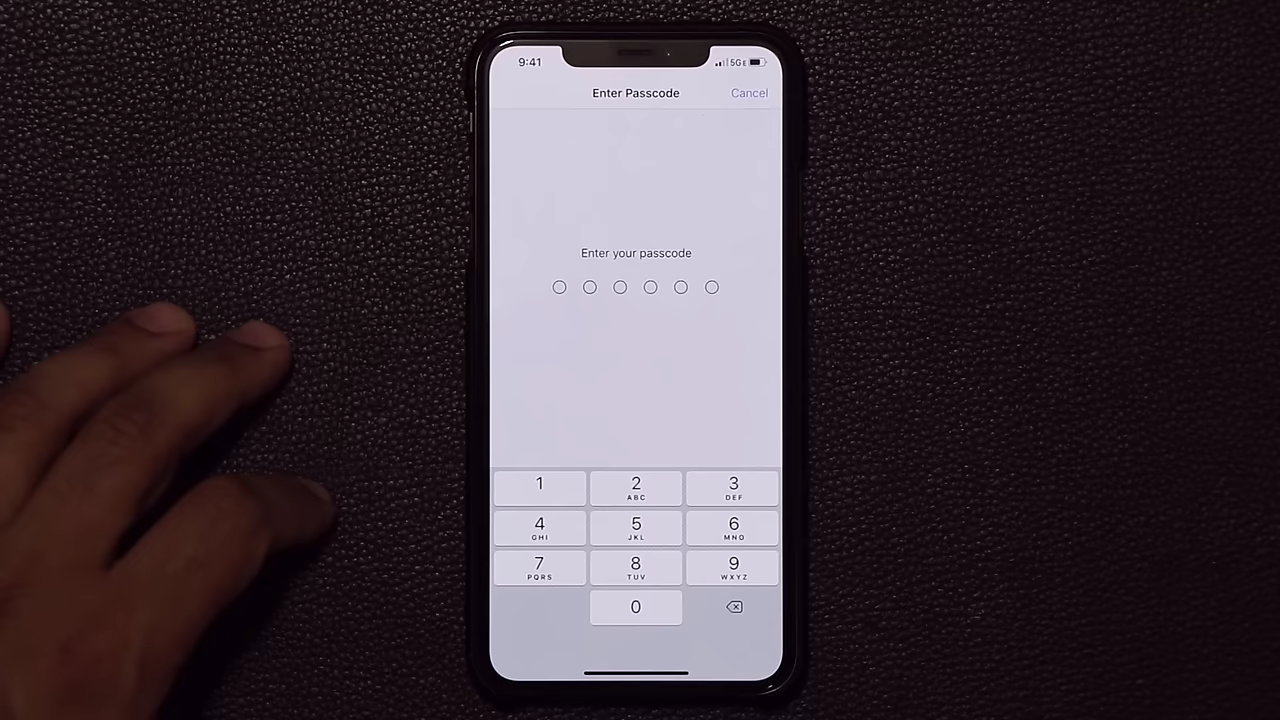 9:41 5GE
Enter Passcode Cancel
Enter your passcode
1 2 3
ABC DEF
4 5 6
GHI JKL MNO
7 8 9
PQRS TUV WXYZ
0